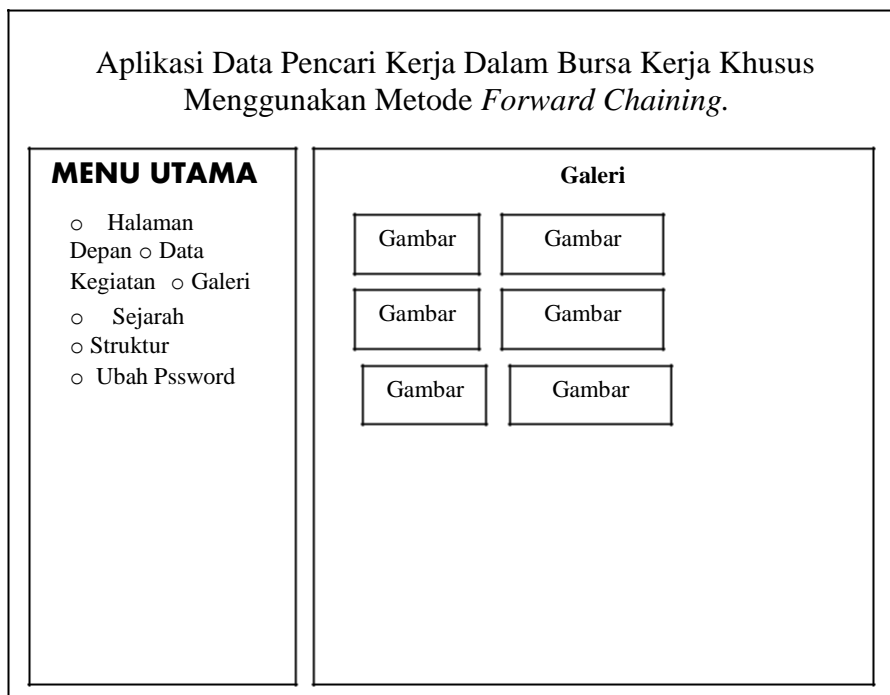 Aplikasi Data Pencari Kerja Dalam Bursa Kerja Khusus
Menggunakan Metode Forward Chaining.
MENU UTAMA
○ Halaman
Depan ○ Data
Kegiatan ○ Galeri
○ Sejarah
○ Struktur
○ Ubah Pssword
Galeri
Gambar Gambar
Gambar Gambar
Gambar Gambar